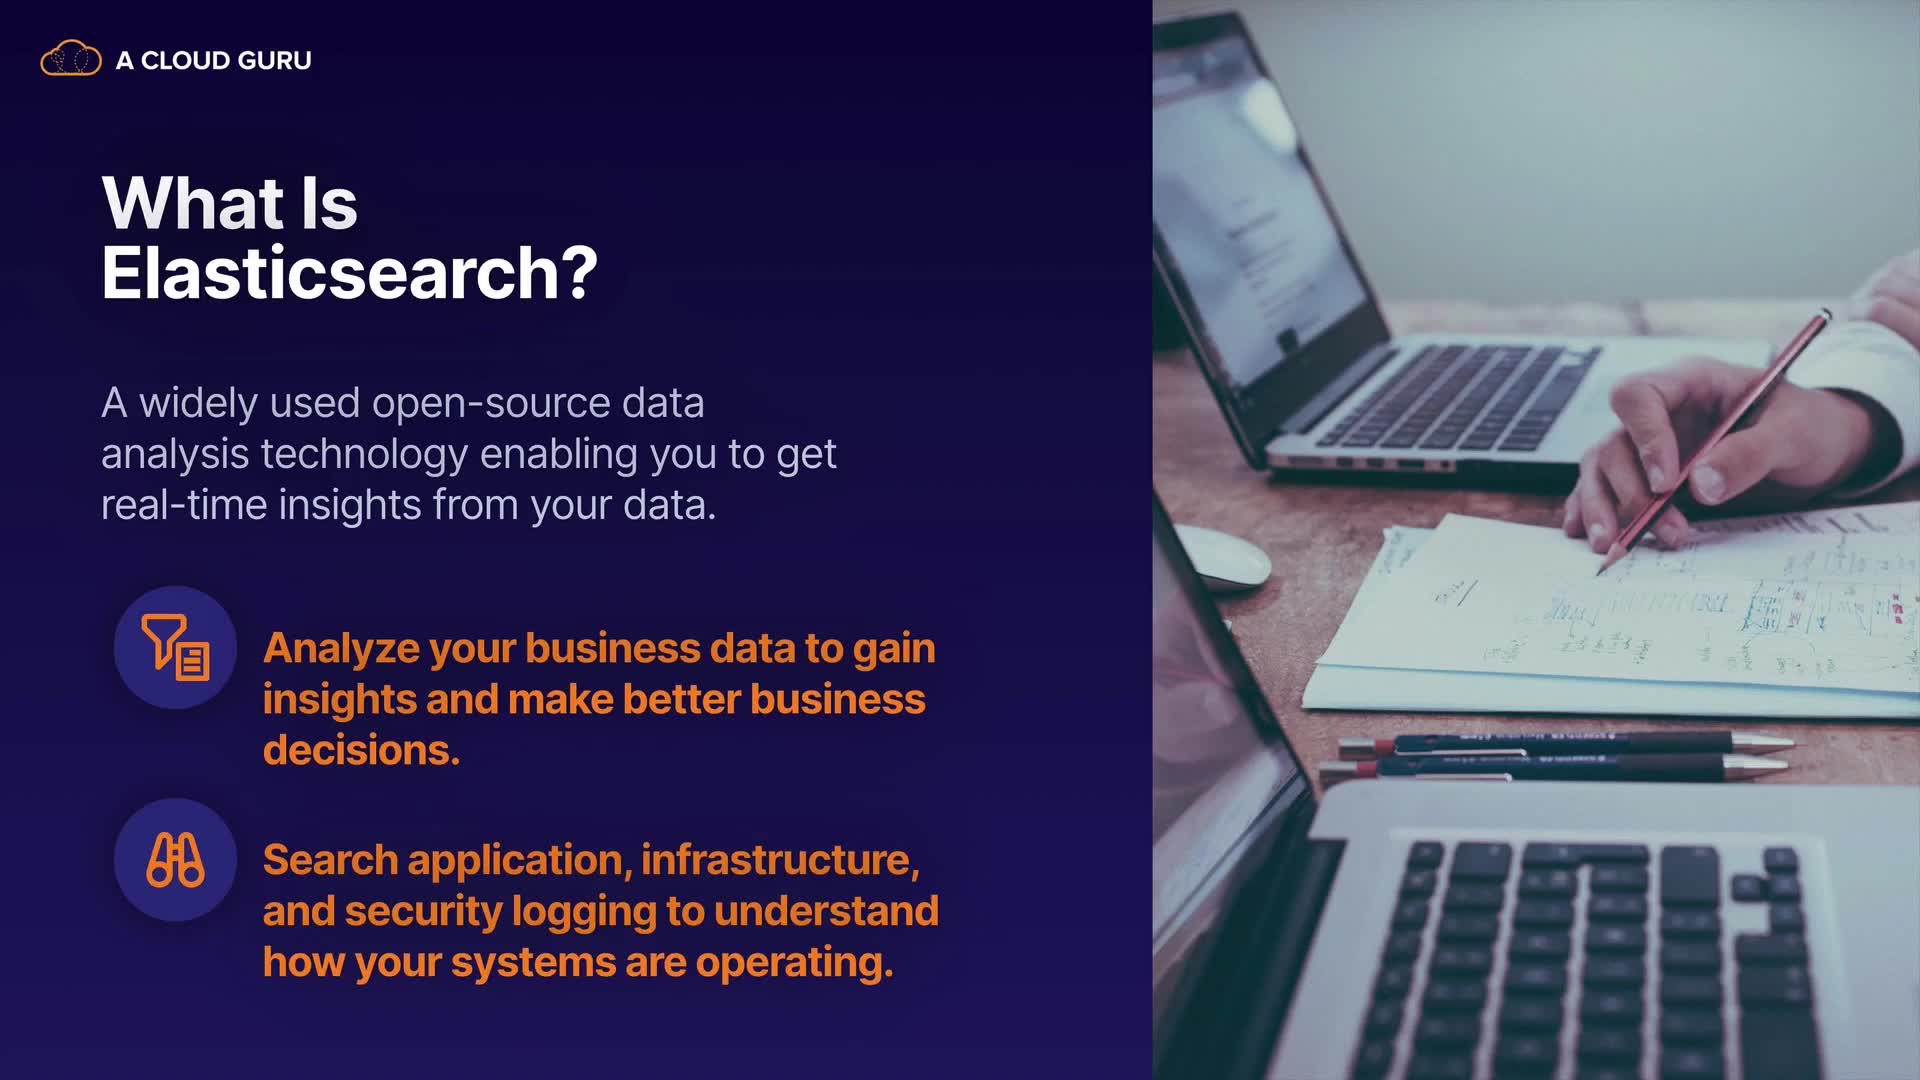 A CLOUD GURU
What Is
Elasticsearch?
A widely used open-source data
analysis technology enabling you to get
real-time insights from your data.
Analyze your business data to gain
insights and make better business
decisions.
Search application, infrastructure,
and security logging to understand
how your systems are operating.